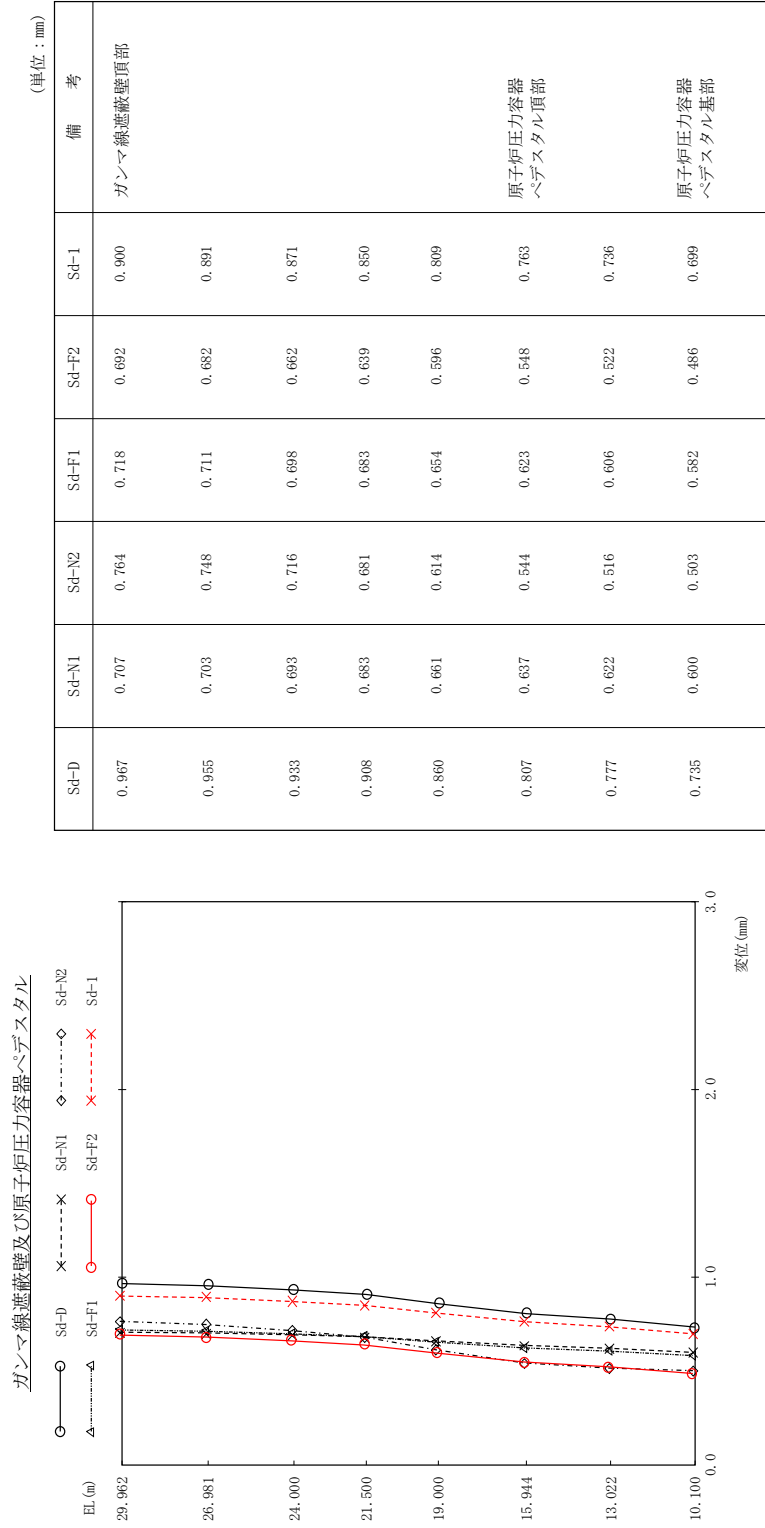 ガンマ線遮蔽壁及び原子炉圧力容器ペデスタル
Sd-D Sd-N1 Sd-N2
Sd-F1 Sd-F2 Sd-1
EL(m)
29.962
26.981
24.000
21.500
19.000
15.944
13.022
10.100
0.0 1.0 2.0 3.0
変位(mm)
(単位:mm)
Sd-D Sd-N1 Sd-N2 Sd-F1 Sd-F2 Sd-1 備 考
0.967 0.707 0.764 0.718 0.692 0.900 ガンマ線遮蔽壁頂部
0.955 0.703 0.748 0.711 0.682 0.891
0.933 0.693 0.716 0.698 0.662 0.871
0.908 0.683 0.681 0.683 0.639 0.850
0.860 0.661 0.614 0.654 0.596 0.809
0.807 0.637 0.544 0.623 0.548 0.763 原子炉圧力容器
ペデスタル頂部
0.777 0.622 0.516 0.606 0.522 0.736
0.735 0.600 0.503 0.582 0.486 0.699 原子炉圧力容器
ペデスタル基部